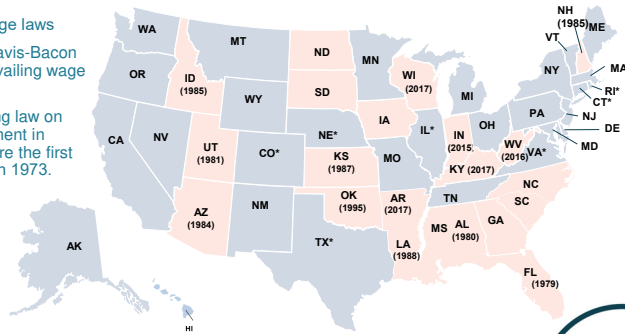 ge laws
avis-Bacon
vailing wage
ng law on
ment in
re the first
n 1973.
WA
OR
CA
NV
ID
(1985)
MT
WY
UT
(1981)
AZ
(1984)
CO*
NM
ND
SD
NE*
KS
(1987)
OK
(1995)
TX*
MN
IA
MO
AR
(2017)
LA
(1988)
WI
(2017)
IL*
MI
IN
(2015)
OH
KY (2017)
TN
MS
AL
(1980)
GA
FL
(1979)
SC
NC
VA*
WV
(2016)
PA
NY
VT
NH
(1985)
ME
MA
RI*
CT*
NJ
DE
MD
AK
HI